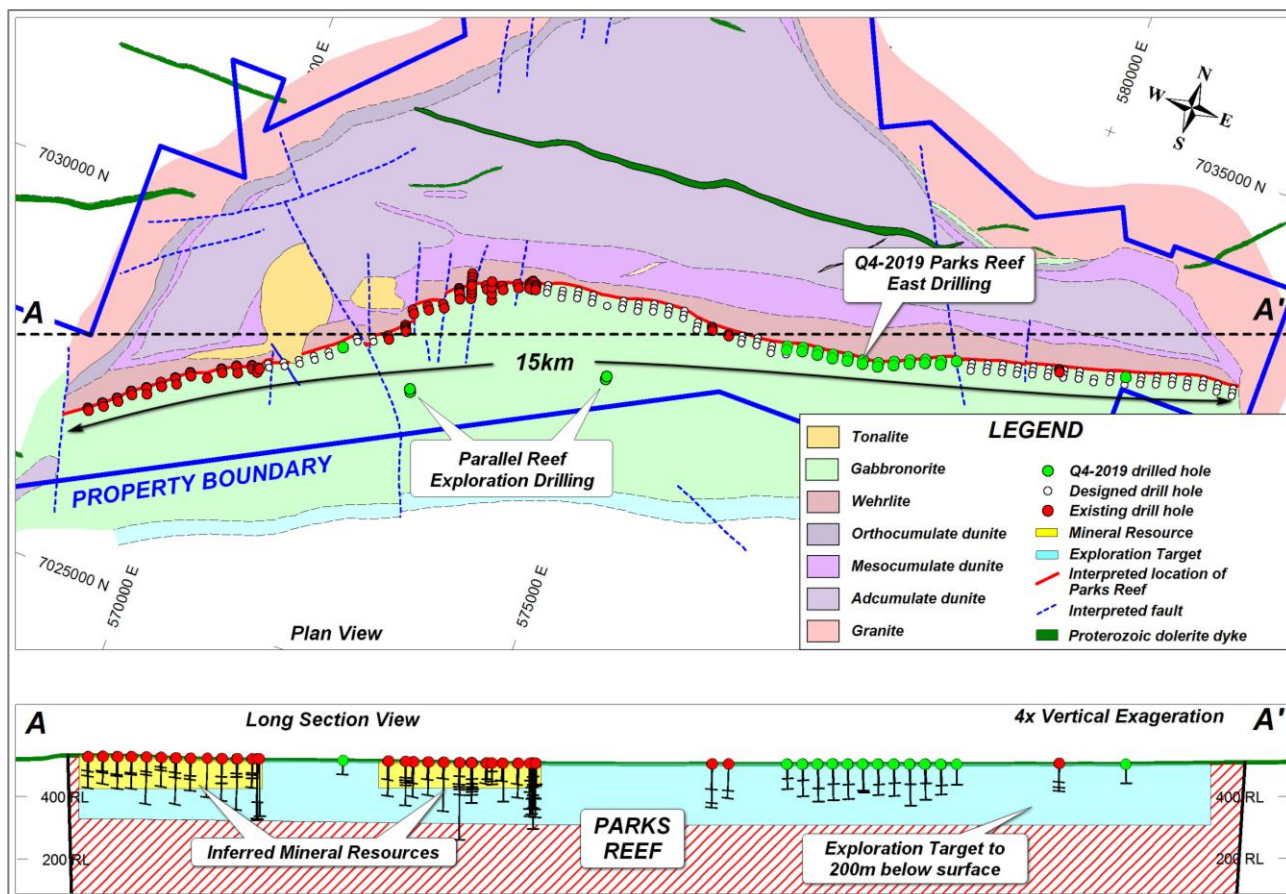 00 E
580000 E
N
W
E
S
7030000 N
7035000 N
Q4-2019 Parks Reef
East Drilling
A
A'
15km
Parallel Reef
Exploration Drilling
PROPERTY BOUNDARY
7025000 N
570000 E
575000 E
Plan View
LEGEND
Tonalite
Gabbronorite
Wehrlite
Orthocumulate dunite
Mesocumulate dunite
Adcumulate dunite
Granite
Q4-2019 drilled hole
Designed drill hole
Existing drill hole
Mineral Resource
Exploration Target
Interpreted location of
Parks Reef
Interpreted fault
Proterozoic dolerite dyke
A
Long Section View
4x Vertical Exageration
A'
400 RL
400 RL
Inferred Mineral Resources
PARKS
REEF
Exploration Target to
200m below surface
200 RL
200 RL